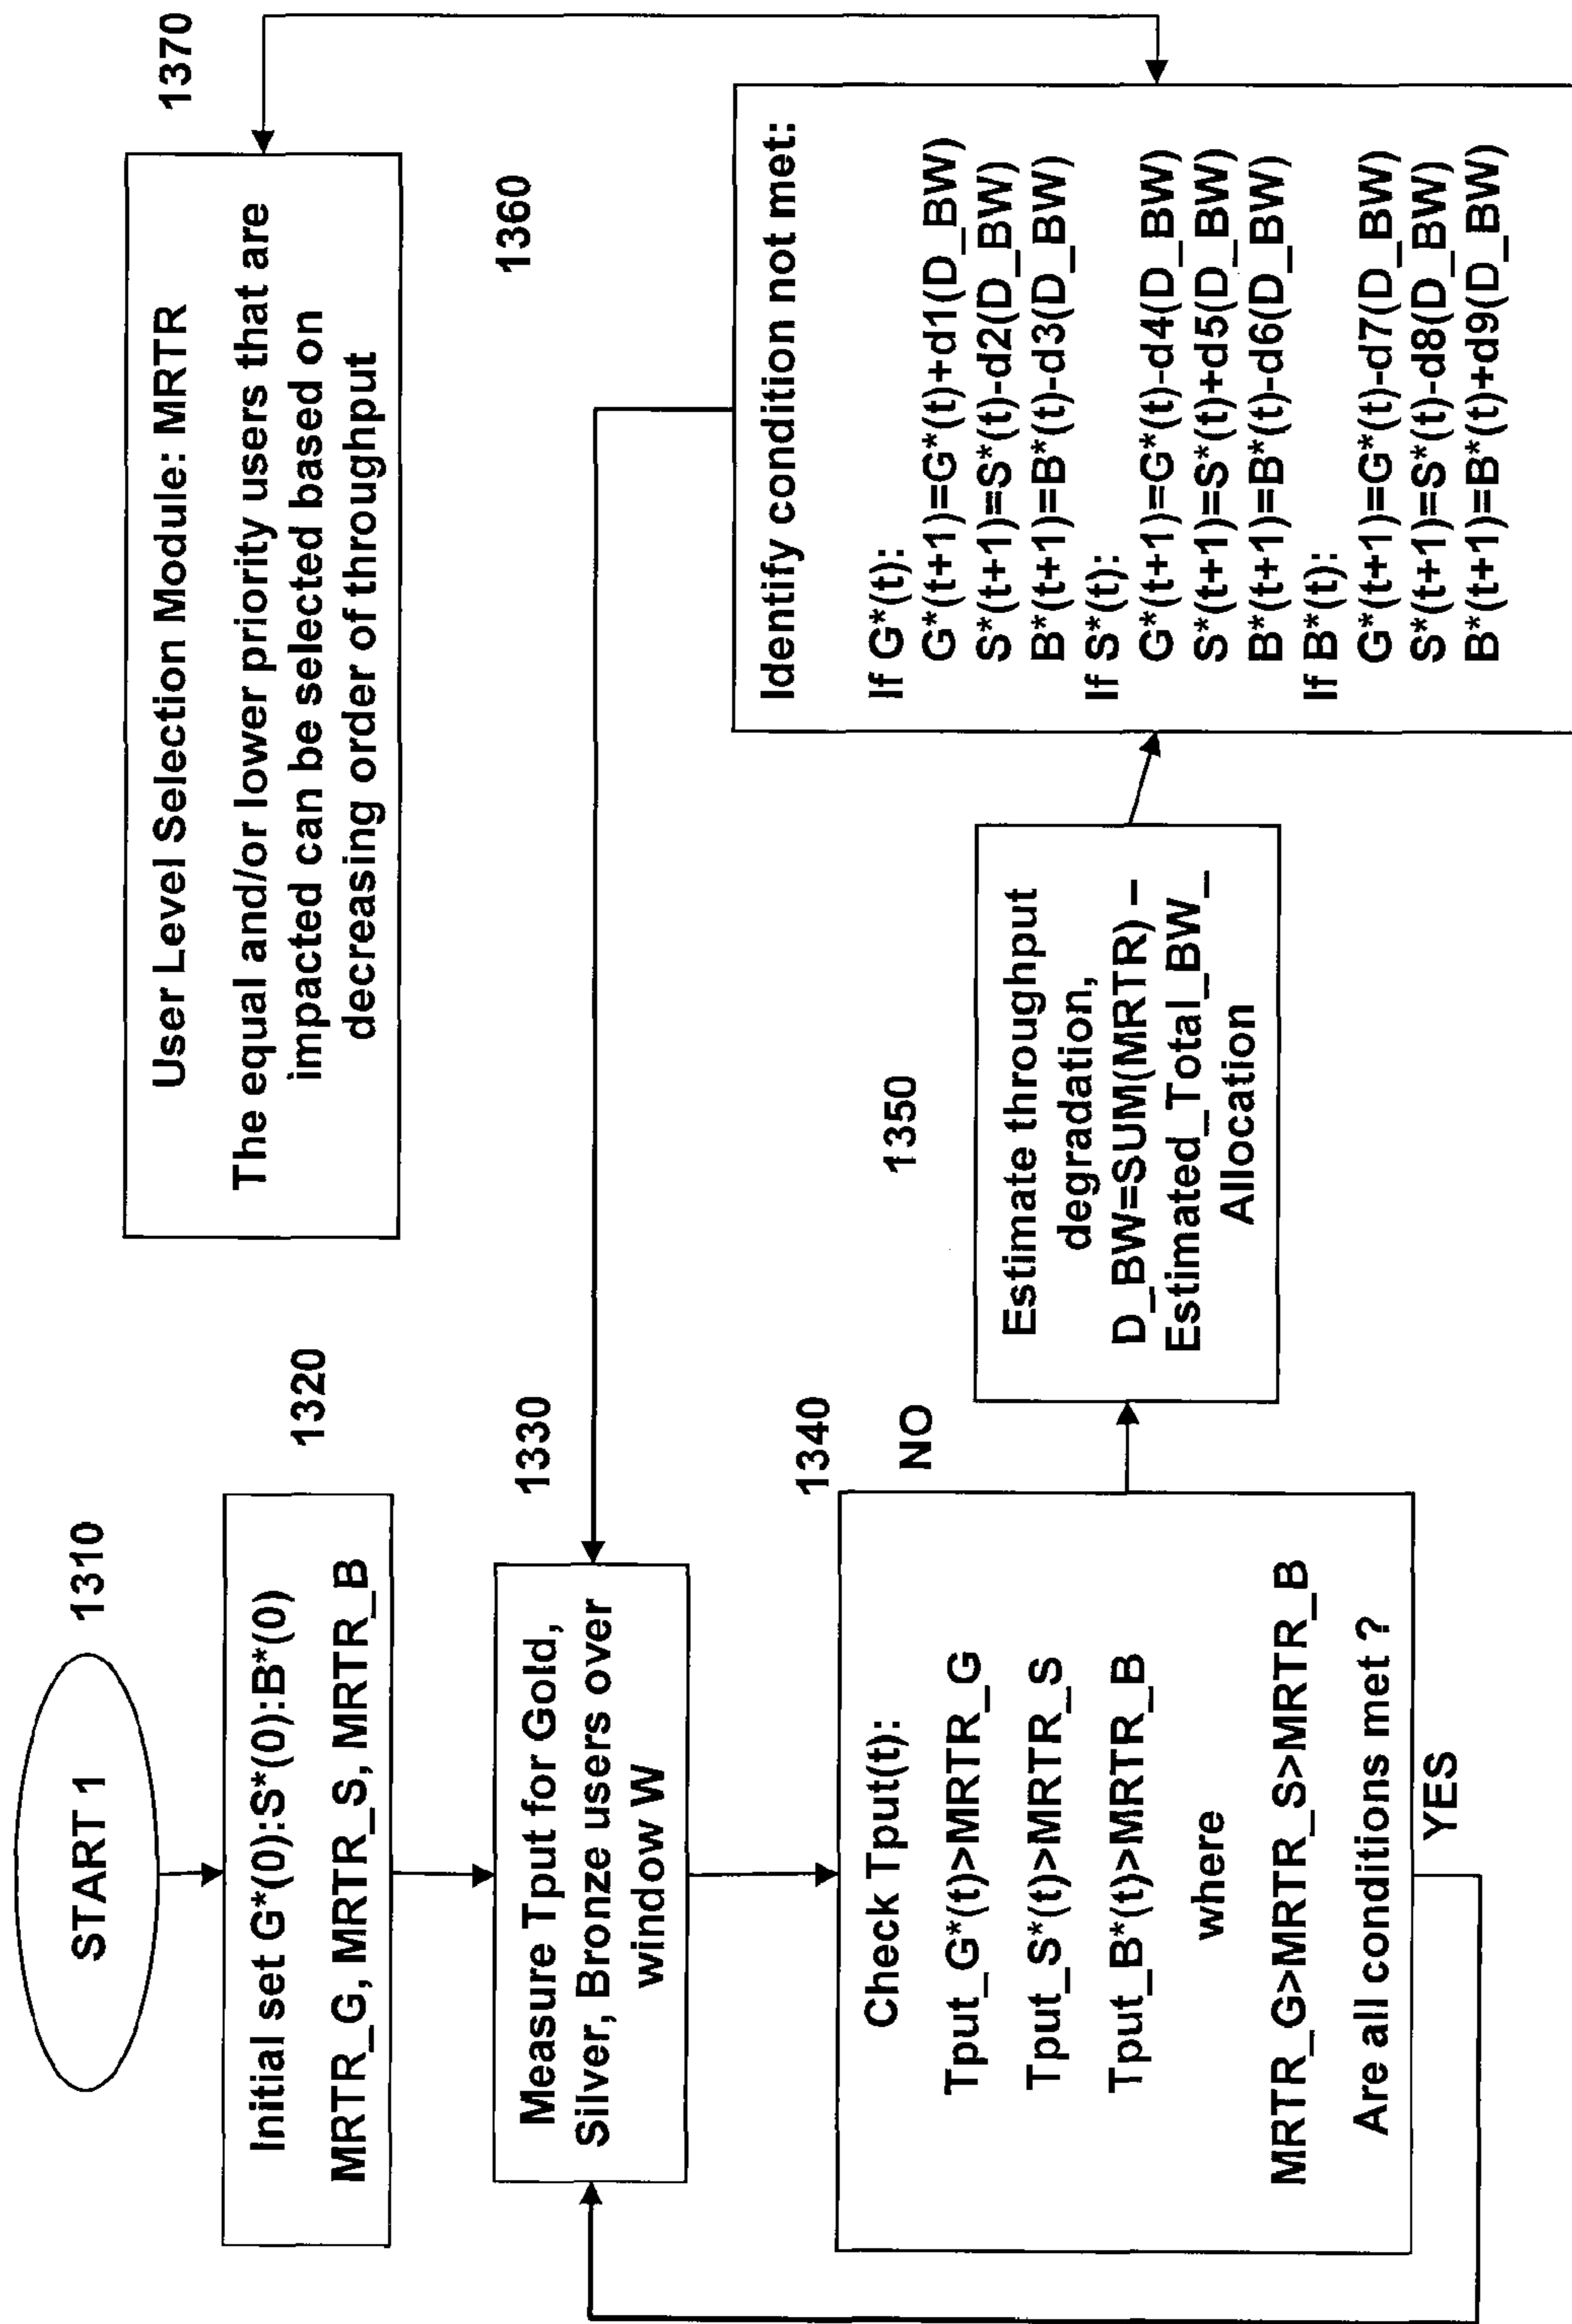 START 1
1310
Initial set G*(0):S*(0):B*(0)
MRTR_G, MRTR_S, MRTR_B
1320
Measure Tput for Gold,
Silver, Bronze users over
window W
1330
Check Tput(t):
Tput_G*(t)>MRTR_G
Tput_S*(t)>MRTR_S
Tput_B*(t)>MRTR_B
where
MRTR_G>MRTR_S>MRTR_B
Are all conditions met ?
1340
NO
YES
Estimate throughput
degradation,
D_BW=SUM(MRTR) –
Estimated_Total_BW_
Allocation
1350
Identify condition not met:
If G*(t):
G*(t+1)=G*(t)+d1(D_BW)
S*(t+1)=S*(t)-d2(D_BW)
B*(t+1)=B*(t)-d3(D_BW)
If S*(t):
G*(t+1)=G*(t)-d4(D_BW)
S*(t+1)=S*(t)+d5(D_BW)
B*(t+1)=B*(t)-d6(D_BW)
If B*(t):
G*(t+1)=G*(t)-d7(D_BW)
S*(t+1)=S*(t)-d8(D_BW)
B*(t+1)=B*(t)+d9(D_BW)
1360
User Level Selection Module: MRTR
The equal and/or lower priority users that are
impacted can be selected based on
decreasing order of throughput
1370